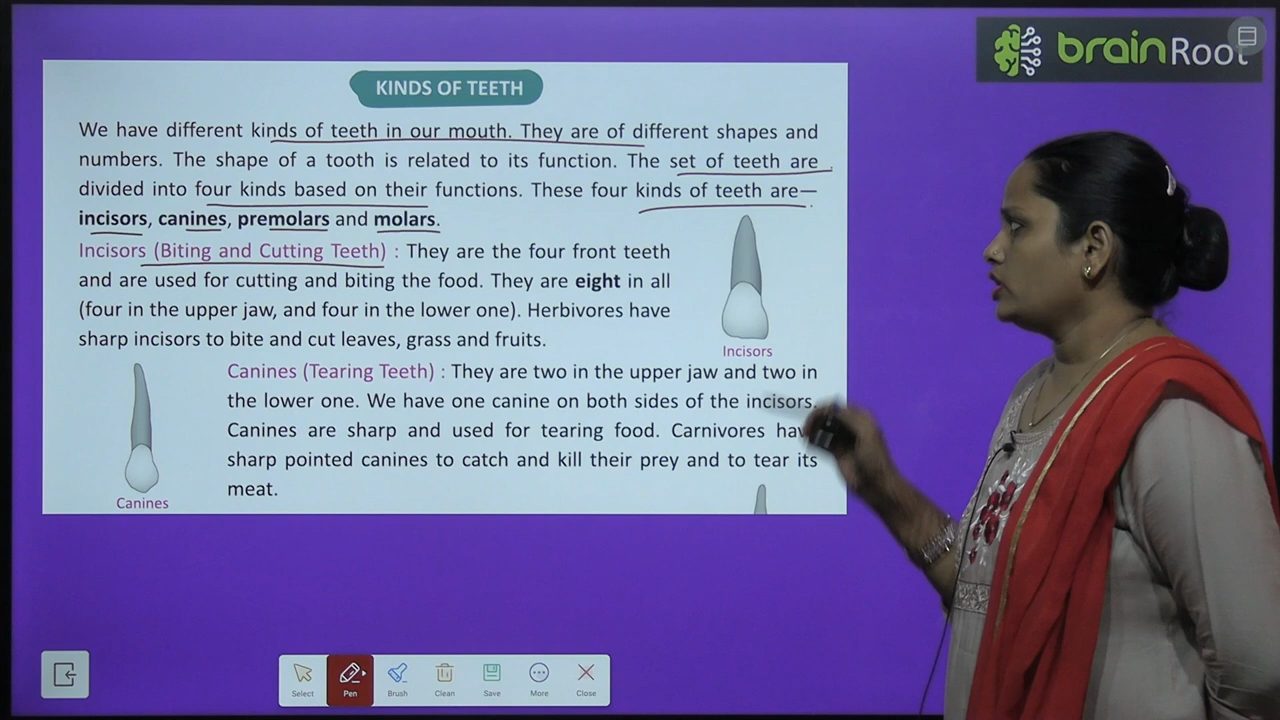 brainRoot
KINDS OF TEETH
We have different kinds of teeth in our mouth. They are of different shapes and
numbers. The shape of a tooth is related to its function. The set of teeth are
divided into four kinds based on their functions. These four kinds of teeth are—
incisors, canines, premolars and molars.
Incisors (Biting and Cutting Teeth) : They are the four front teeth
and are used for cutting and biting the food. They are eight in all
(four in the upper jaw, and four in the lower one). Herbivores have
sharp incisors to bite and cut leaves, grass and fruits.
Incisors
Canines (Tearing Teeth) : They are two in the upper jaw and two in
the lower one. We have one canine on both sides of the incisors.
Canines are sharp and used for tearing food. Carnivores hav
sharp pointed canines to catch and kill their prey and to tear its
meat.
Canines
Select
Pen
Brush
Clean
Save
More
Close